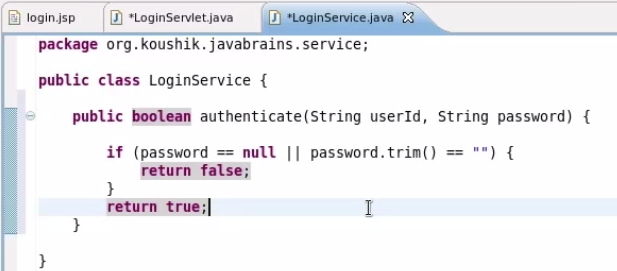 login.jsp *LoginServlet.java *LoginService.java
package org.koushik.javabrains.service;
public class LoginService {
public boolean authenticate(String userId, String password) {
if (password == null || password.trim() == "") {
return false;
}
return true;
}
}